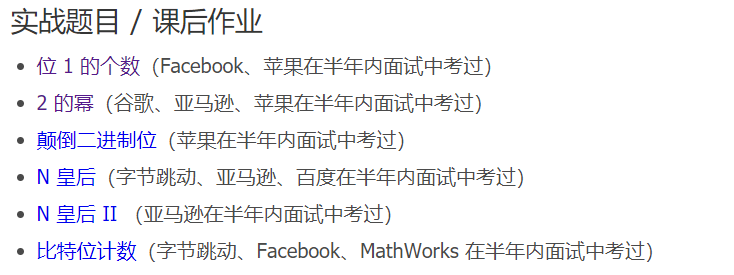 实战题目 / 课后作业
位 1 的个数（Facebook、苹果在半年内面试中考过）
2 的幂（谷歌、亚马逊、苹果在半年内面试中考过）
颠倒二进制位（苹果在半年内面试中考过）
N 皇后（字节跳动、亚马逊、百度在半年内面试中考过）
N 皇后 II （亚马逊在半年内面试中考过）
比特位计数（字节跳动、Facebook、MathWorks 在半年内面试中考过）